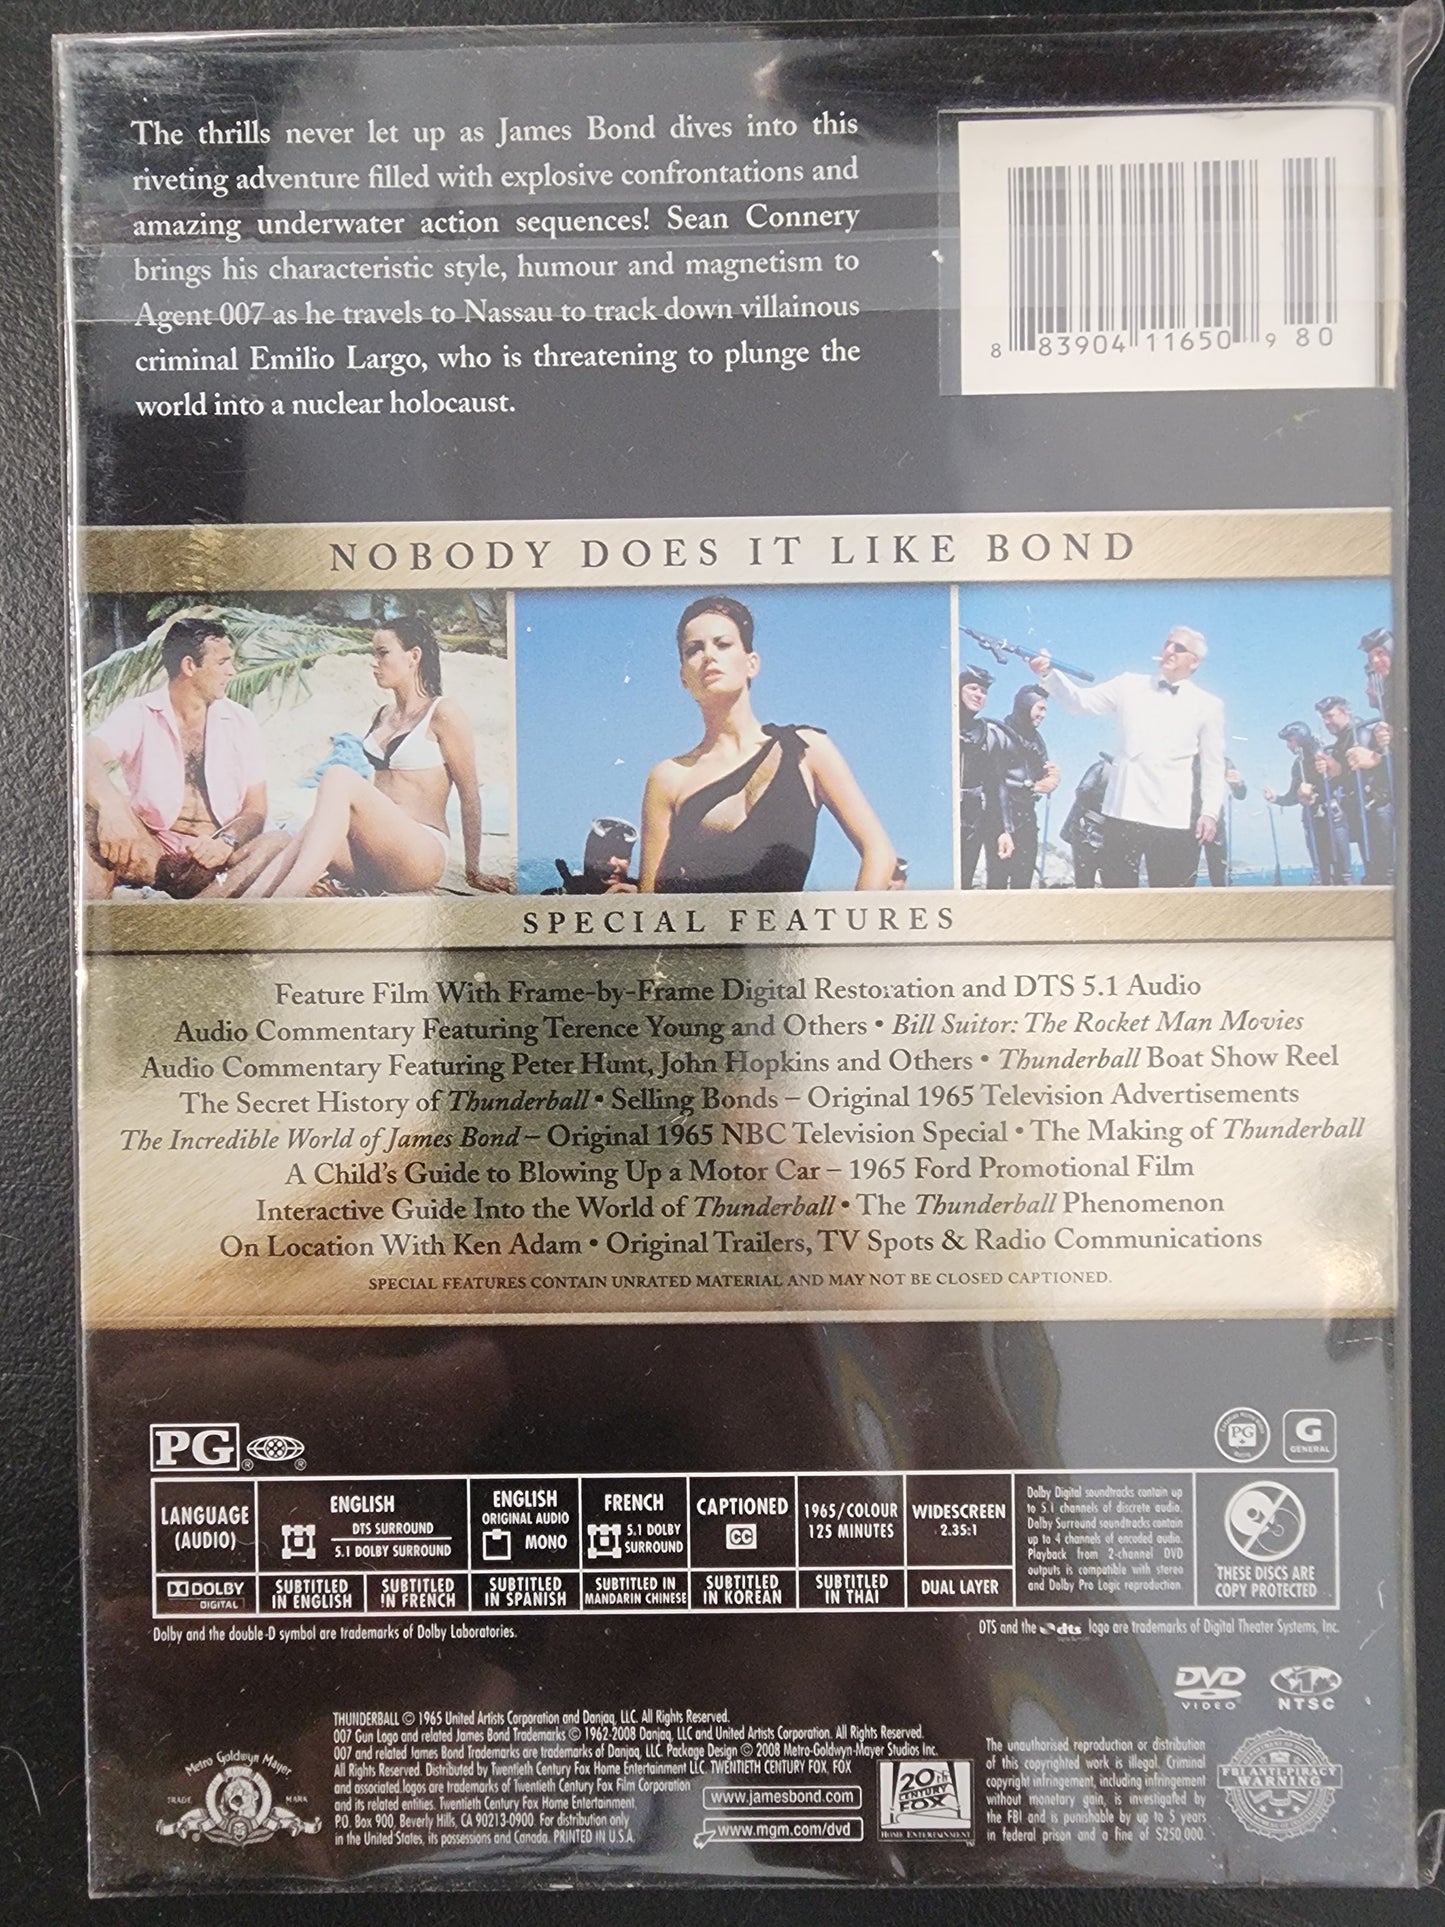 The thrills never let up as James Bond dives into this
riveting adventure filled with explosive confrontations and
amazing underwater action sequences! Sean Connery
brings his characteristic style, humour and magnetism to
Agent 007 as he travels to Nassau to track down villainous
criminal Emilio Largo, who is threatening to plunge the
world into a nuclear holocaust.
8 83904 11650 9 80
NOBODY DOES IT LIKE BOND
SPECIAL FEATURES
Feature Film With Frame-by-Frame Digital Restoration and DTS 5.1 Audio
Audio Commentary Featuring Terence Young and Others • Bill Suitor: The Rocket Man Movies
Audio Commentary Featuring Peter Hunt, John Hopkins and Others • Thunderball Boat Show Reel
The Secret History of Thunderball • Selling Bonds – Original 1965 Television Advertisements
The Incredible World of James Bond – Original 1965 NBC Television Special • The Making of Thunderball
A Child's Guide to Blowing Up a Motor Car – 1965 Ford Promotional Film
Interactive Guide Into the World of Thunderball • The Thunderball Phenomenon
On Location With Ken Adam • Original Trailers, TV Spots & Radio Communications
SPECIAL FEATURES CONTAIN UNRATED MATERIAL AND MAY NOT BE CLOSED CAPTIONED.
PG ® ®
PG
G
GENERAL
LANGUAGE
(AUDIO)
ENGLISH
DTS SURROUND
5.1 DOLBY SURROUND
ENGLISH
ORIGINAL AUDIO
MONO
FRENCH
5.1 DOLBY
SURROUND
CAPTIONED
CC
1965/COLOUR
125 MINUTES
WIDESCREEN
2.35:1
Dolby Digital soundtracks contain up
to 5.1 channels of discrete audio.
Dolby Surround soundtracks contain
up to 4 channels of encoded audio.
Playback from 2-channel DVD
outputs is compatible with stereo
and Dolby Pro Logic reproduction.
THESE DISCS ARE
COPY PROTECTED
DOLBY
DIGITAL
SUBTITLED
IN ENGLISH
SUBTITLED
IN FRENCH
SUBTITLED
IN SPANISH
SUBTITLED IN
MANDARIN CHINESE
SUBTITLED
IN KOREAN
SUBTITLED
IN THAI
DUAL LAYER
Dolby and the double-D symbol are trademarks of Dolby Laboratories.
DTS and the dts logo are trademarks of Digital Theater Systems, Inc.
DVD
VIDEO
1
NTSC
Metro Goldwyn Mayer
TRADE MARK
THUNDERBALL © 1965 United Artists Corporation and Danjaq, LLC. All Rights Reserved.
007 Gun Logo and related James Bond Trademarks © 1962-2008 Danjaq, LLC and United Artists Corporation. All Rights Reserved.
007 and related James Bond Trademarks are trademarks of Danjaq, LLC. Package Design © 2008 Metro-Goldwyn-Mayer Studios Inc.
All Rights Reserved. Distributed by Twentieth Century Fox Home Entertainment LLC. TWENTIETH CENTURY FOX, FOX
and associated logos are trademarks of Twentieth Century Fox Film Corporation
and its related entities. Twentieth Century Fox Home Entertainment,
P.O. Box 900, Beverly Hills, CA 90213-0900. For distribution only
in the United States, its possessions and Canada. PRINTED IN U.S.A.
www.jamesbond.com
www.mgm.com/dvd
20th
CENTURY
FOX
HOME ENTERTAINMENT
The unauthorised reproduction or distribution
of this copyrighted work is illegal. Criminal
copyright infringement, including infringement
without monetary gain, is investigated by
the FBI and is punishable by up to 5 years
in federal prison and a fine of $250,000.
FBI ANTI-PIRACY
WARNING